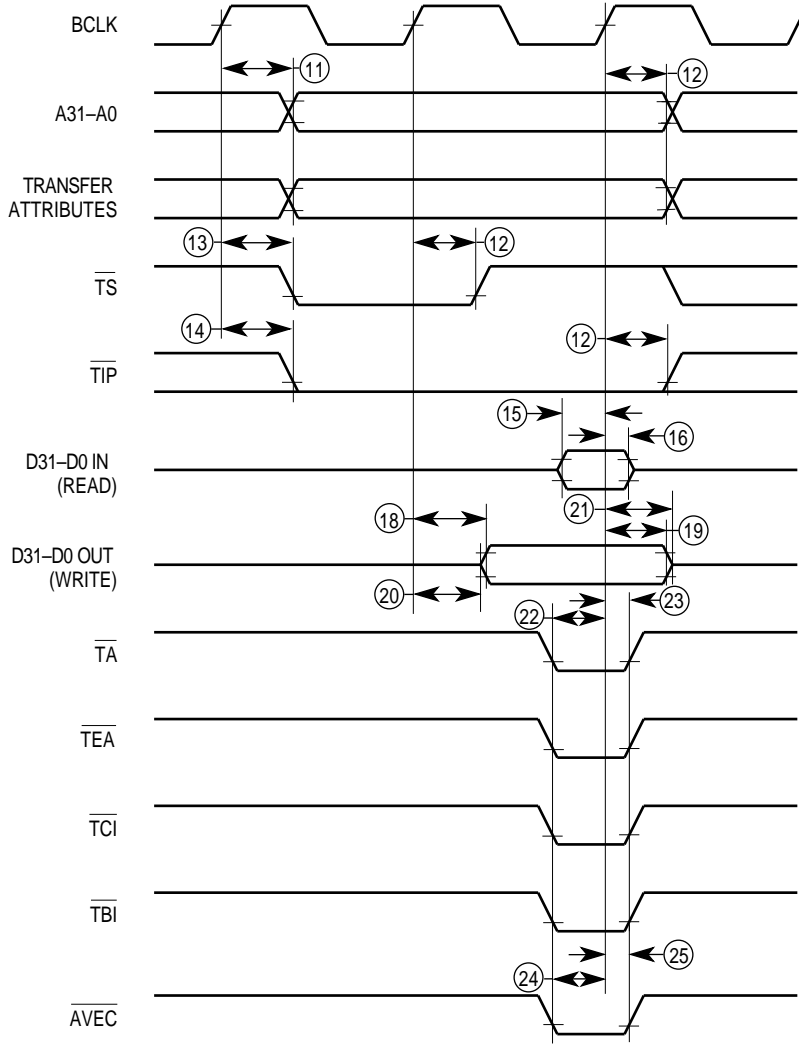 BCLK
11
12
A31–A0
TRANSFER
ATTRIBUTES
13
12
TS
14
12
TIP
15
16
D31–D0 IN
(READ)
21
18
19
D31–D0 OUT
(WRITE)
20
23
22
TA
TEA
TCI
TBI
25
24
AVEC